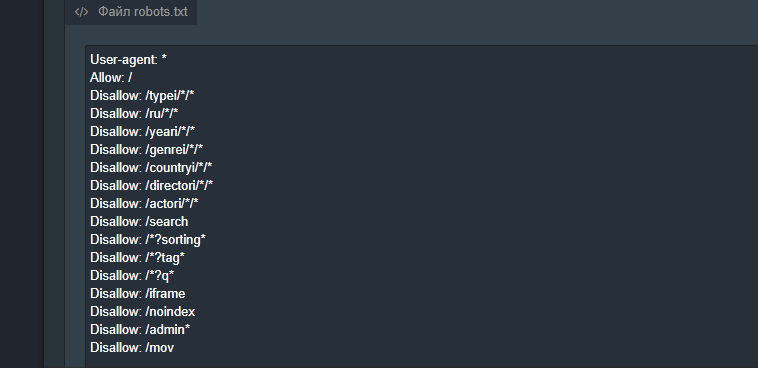 </> Файл robots.txt
User-agent: *
Allow: /
Disallow: /typei/*/*
Disallow: /ru/*/*
Disallow: /yeari/*/*
Disallow: /genrei/*/*
Disallow: /countryi/*/*
Disallow: /directori/*/*
Disallow: /actori/*/*
Disallow: /search
Disallow: /*?sorting*
Disallow: /*?tag*
Disallow: /*?q*
Disallow: /iframe
Disallow: /noindex
Disallow: /admin*
Disallow: /mov